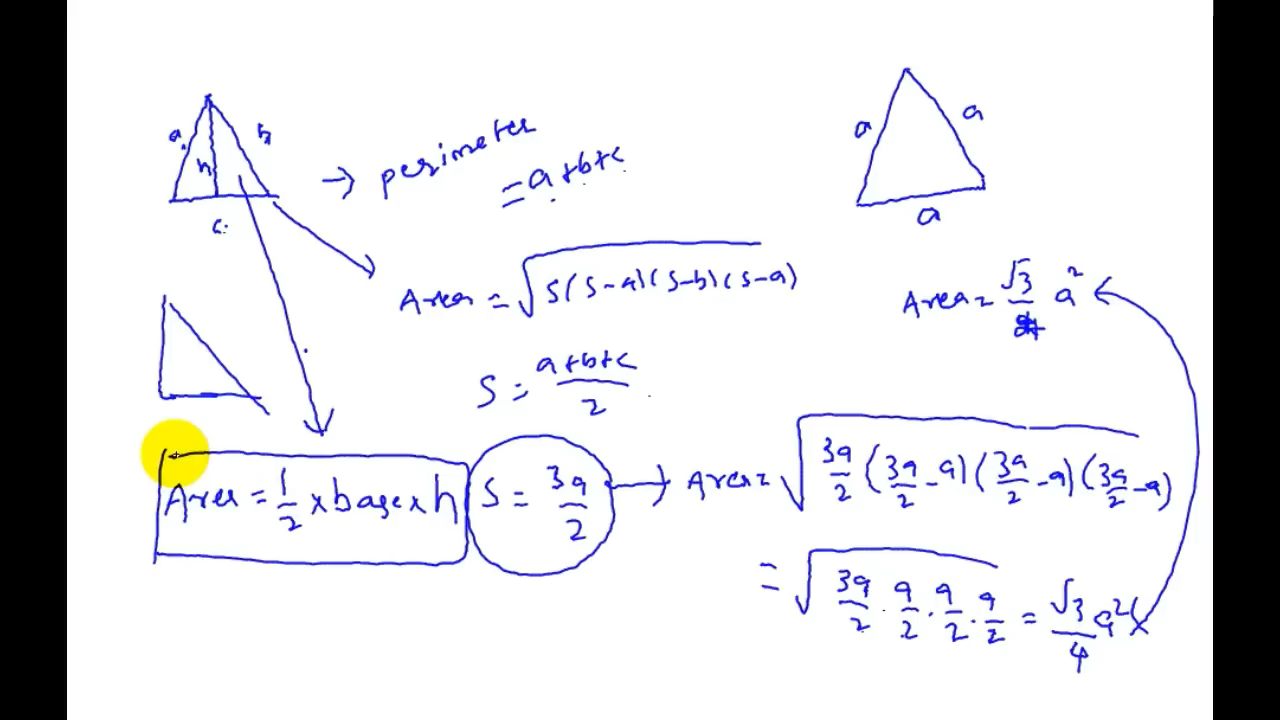 a b
h
c
→ perimeter
= a+b+c
Area = √S(S-a)(S-b)(S-a)
S = a+b+c/2
Area = 1/2 × base × h
S = 3a/2
a a
a
Area = √3/4 a²
→ Area = √3a/2 (3a/2 - a)(3a/2 - a)(3a/2 - a)
= √3a/2 . a/2 . a/2 . a/2 = √3/4 a²